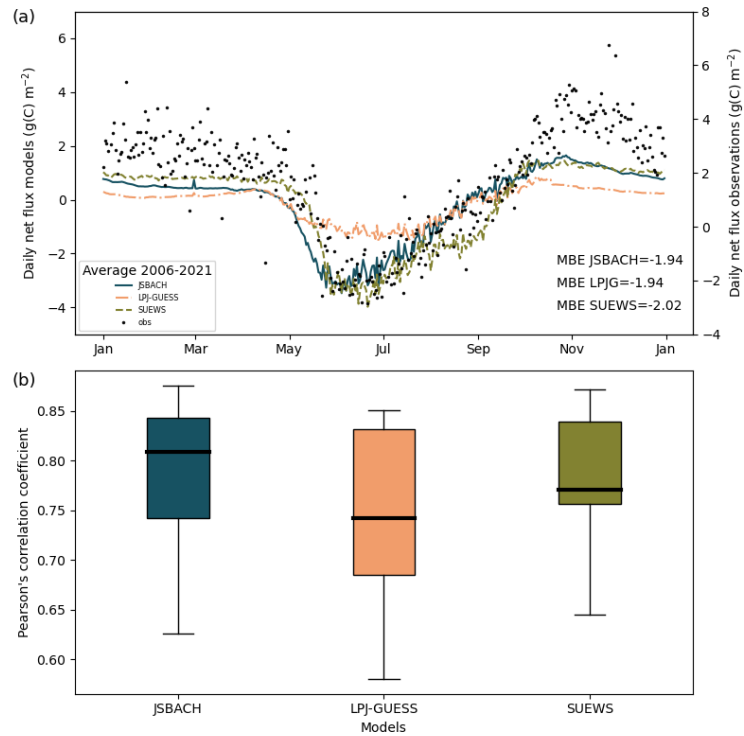 (a)
Daily net flux models (g(C) m⁻²)
6
4
2
0
−2
−4
8
6
4
2
0
−2
−4
Daily net flux observations (g(C) m⁻²)
Average 2006-2021
JSBACH
LPJ-GUESS
SUEWS
obs
MBE JSBACH=-1.94
MBE LPJG=-1.94
MBE SUEWS=-2.02
Jan Mar May Jul Sep Nov Jan
(b)
Pearson's correlation coefficient
0.85
0.80
0.75
0.70
0.65
0.60
JSBACH LPJ-GUESS SUEWS
Models